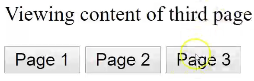 Viewing content of third page
Page 1 Page 2 Page 3